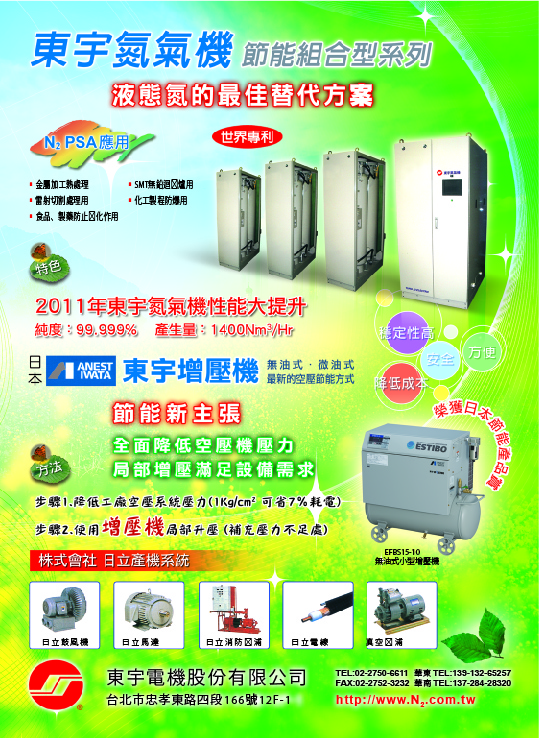 東宇氮氣機 節能組合型系列
液態氮的最佳替代方案
N₂ PSA應用
世界專利
金屬加工熱處理
SMT無鉛迴☒爐用
雷射切割處理用
化工製程防爆用
食品、製藥防止☒化作用
特色
2011年東宇氮氣機性能大提升
純度：99.999% 產生量：1400Nm³/Hr
穩定性高
安全
方便
降低成本
日本 ANEST IWATA 東宇增壓機 無油式．微油式
最新的空壓節能方式
節能新主張
榮獲日本節能產品賞
全面降低空壓機壓力
方法
局部增壓滿足設備需求
ESTIBO
步驟1.降低工廠空壓系統壓力(1Kg/cm² 可省7%耗電)
步驟2.使用增壓機局部升壓 (補充壓力不足處)
EFBS15-10
無油式小型增壓機
株式會社 日立產機系統
日立鼓風機
日立馬達
日立消防☒浦
日立電線
真空☒浦
東宇電機股份有限公司
台北市忠孝東路四段166號12F-1
TEL:02-2750-6611 華東 TEL:139-132-65257
FAX:02-2752-3232 華南 TEL:137-284-28320
http://www.N₂.com.tw